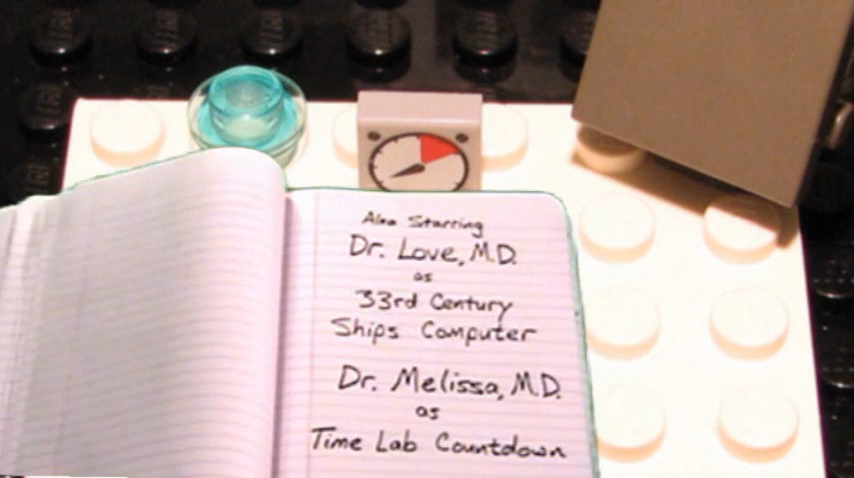 Also Starring
Dr. Love, M.D.
as
33rd Century
Ships Computer
Dr. Melissa, M.D.
as
Time Lab Countdown